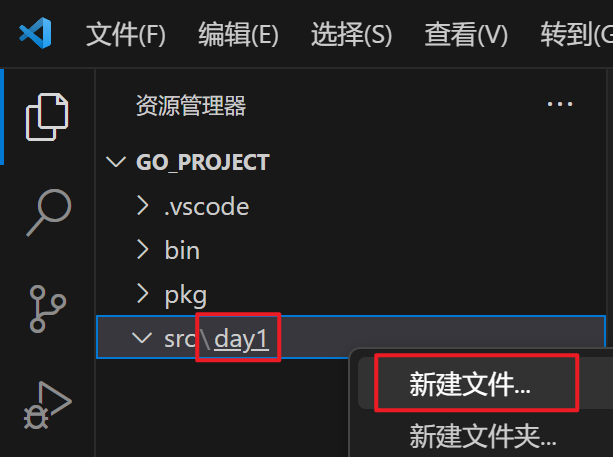 文件(F) 编辑(E) 选择(S) 查看(V) 转到(G
资源管理器 ...
GO_PROJECT
.vscode
bin
pkg
src\day1
新建文件...
新建文件夹...